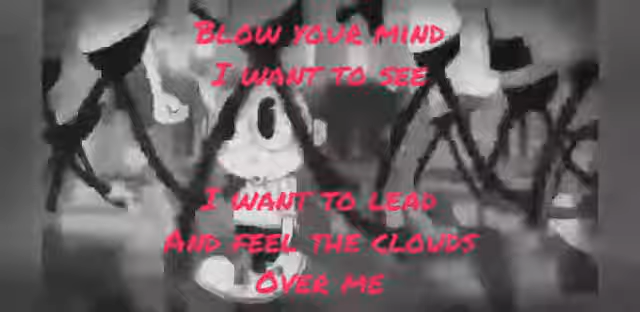 Blow your mind
I want to see
I want to lead
And feel the clouds
Over me